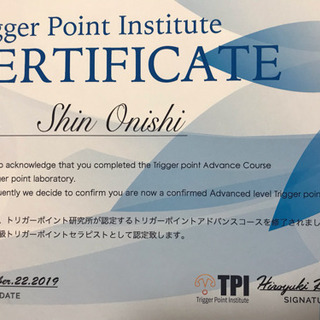 gger Point Institute
ERTIFICATE
Shin Onishi
o acknowledge that you completed the Trigger point Advance Course
ger point laboratory.
uently we decide to confirm you are now a confirmed Advanced level Trigger poin
、トリガーポイント研究所が認定するトリガーポイントアドバンスコースを修了されまし
級トリガーポイントセラピストとして認定致します。
ber.22.2019
DATE
TPI
Trigger Point Institute
Hiroyuki
SIGNATU